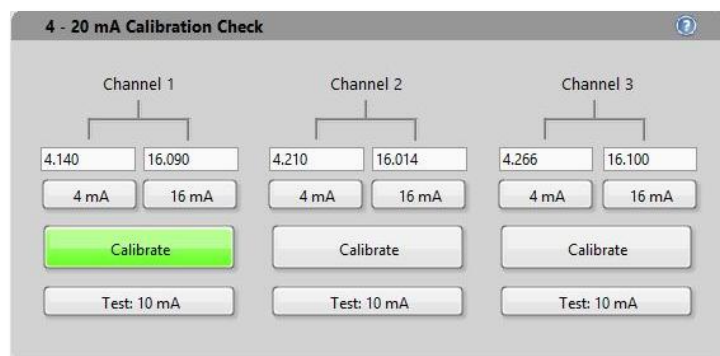 4 - 20 mA Calibration Check ?
Channel 1 Channel 2 Channel 3
4.140 16.090 4.210 16.014 4.266 16.100
4 mA 16 mA 4 mA 16 mA 4 mA 16 mA
Calibrate Calibrate Calibrate
Test: 10 mA Test: 10 mA Test: 10 mA